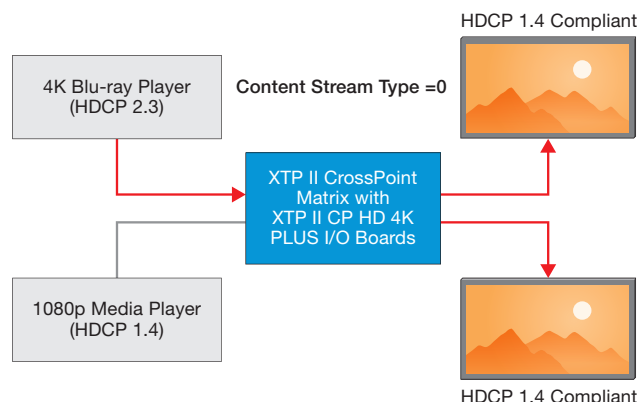 HDCP 1.4 Compliant
4K Blu-ray Player
(HDCP 2.3)
Content Stream Type =0
XTP II CrossPoint
Matrix with
XTP II CP HD 4K
PLUS I/O Boards
1080p Media Player
(HDCP 1.4)
HDCP 1.4 Compliant